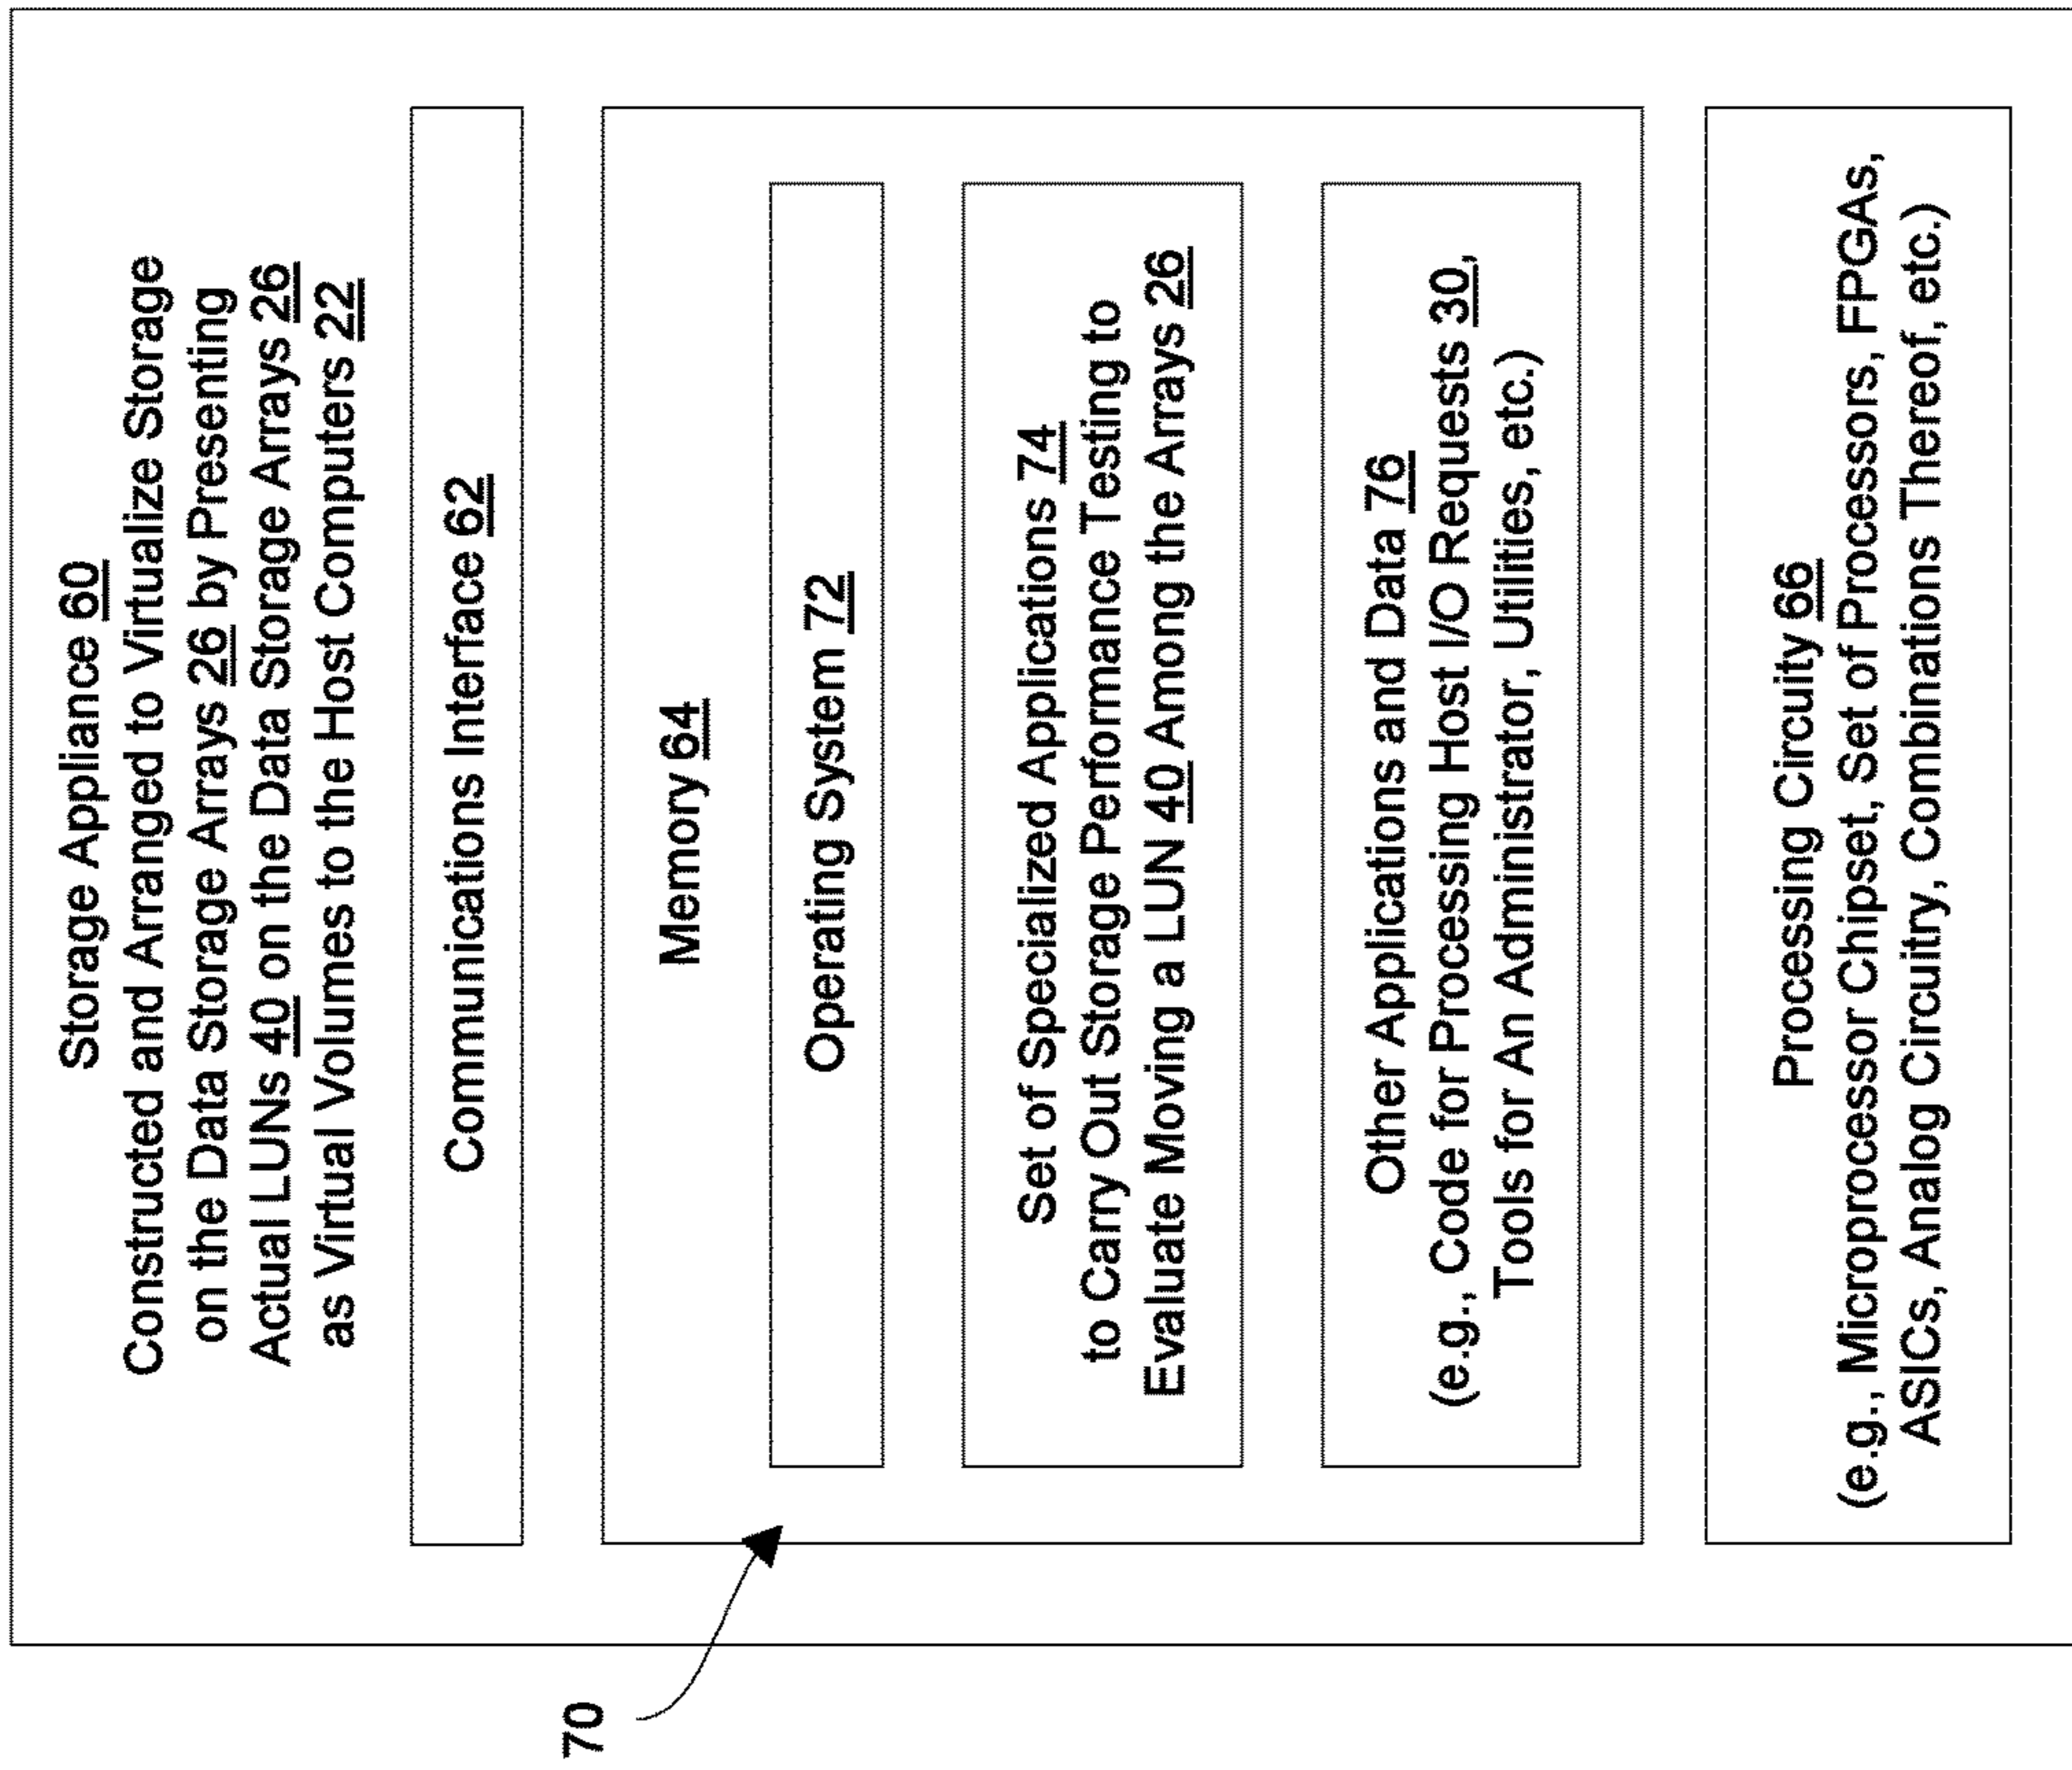 Storage Appliance 60
Constructed and Arranged to Virtualize Storage
on the Data Storage Arrays 26 by Presenting
Actual LUNs 40 on the Data Storage Arrays 26
as Virtual Volumes to the Host Computers 22
Communications Interface 62
Memory 64
Operating System 72
Set of Specialized Applications 74
to Carry Out Storage Performance Testing to
Evaluate Moving a LUN 40 Among the Arrays 26
Other Applications and Data 76
(e.g., Code for Processing Host I/O Requests 30,
Tools for An Administrator, Utilities, etc.)
Processing Circuity 66
(e.g., Microprocessor Chipset, Set of Processors, FPGAs,
ASICs, Analog Circuitry, Combinations Thereof, etc.)
70